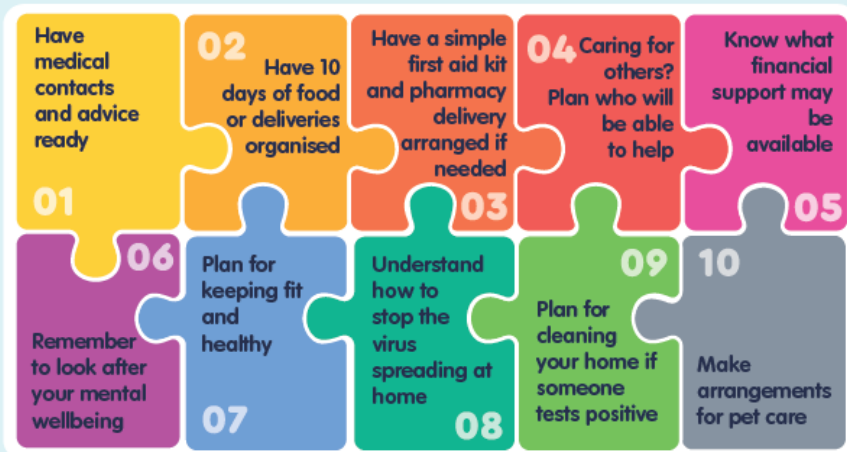 Have
medical
contacts
and advice
ready
01
02
Have 10
days of food
or deliveries
organised
Have a simple
first aid kit
and pharmacy
delivery
arranged if
needed
03
04 Caring for
others?
Plan who will
be able
to help
Know what
financial
support may
be
available
05
06
Remember
to look after
your mental
wellbeing
Plan for
keeping fit
and
healthy
07
Understand
how to
stop the
virus
spreading at
home
08
09
Plan for
cleaning
your home if
someone
tests positive
10
Make
arrangements
for pet care